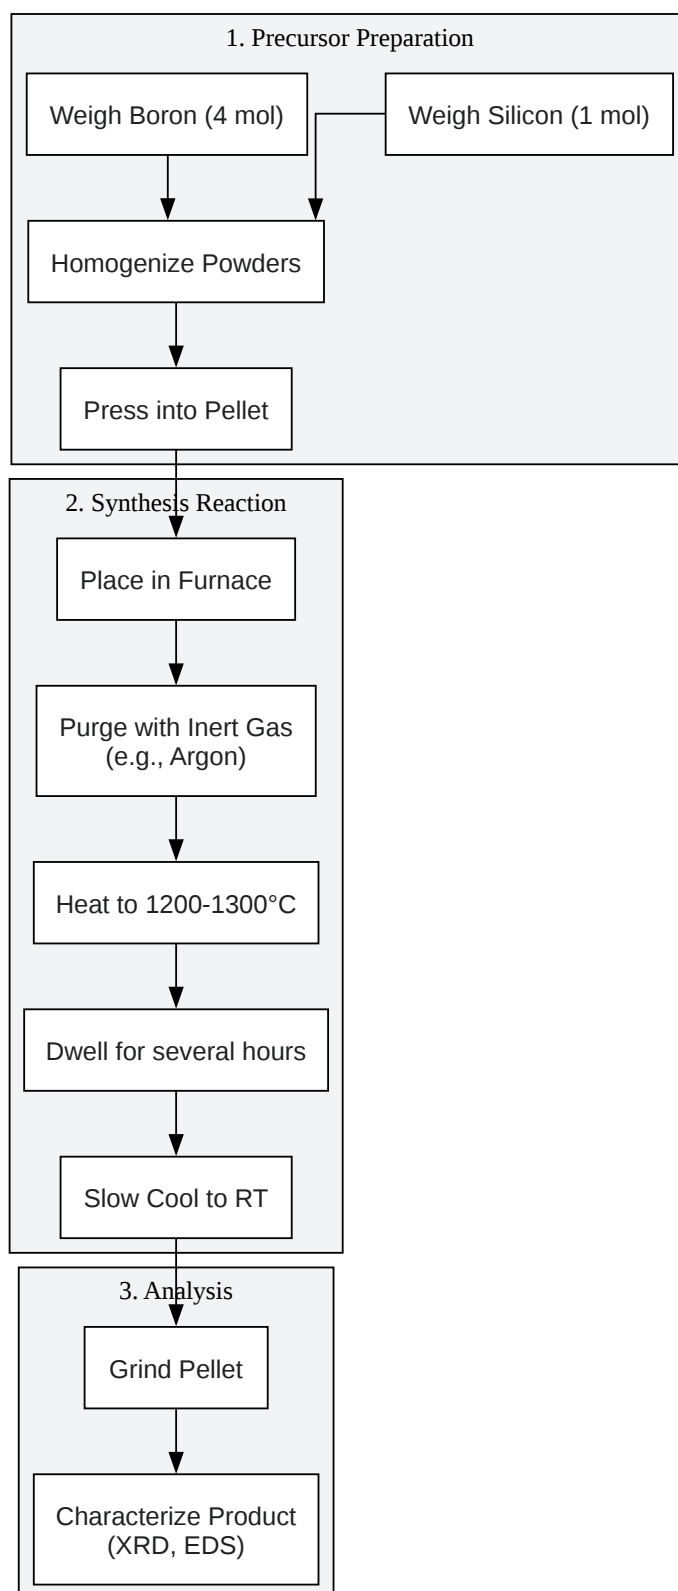 1. Precursor Preparation
Weigh Boron (4 mol)
Weigh Silicon (1 mol)
Homogenize Powders
Press into Pellet
2. Synthesis Reaction
Place in Furnace
Purge with Inert Gas
(e.g., Argon)
Heat to 1200-1300°C
Dwell for several hours
Slow Cool to RT
3. Analysis
Grind Pellet
Characterize Product
(XRD, EDS)